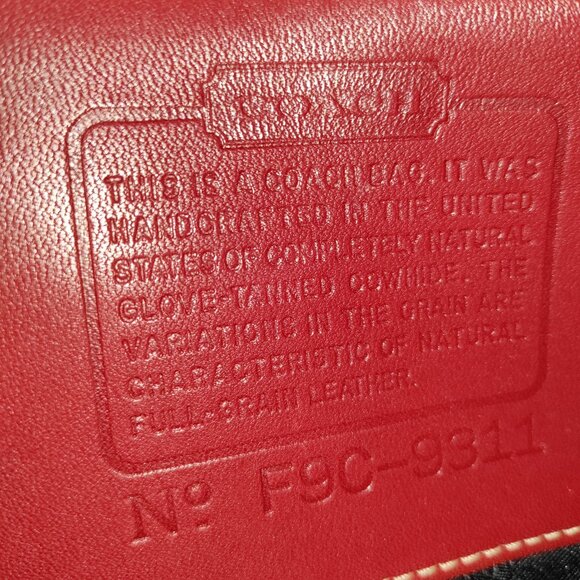 COACH
THIS IS A COACH BAG. IT WAS
HANDCRAFTED IN THE UNITED
STATES OF COMPLETELY NATURAL
GLOVE-TANNED COWHIDE. THE
VARIATIONS IN THE GRAIN ARE
CHARACTERISTIC OF NATURAL
FULL-GRAIN LEATHER.
Nº F9C-9311